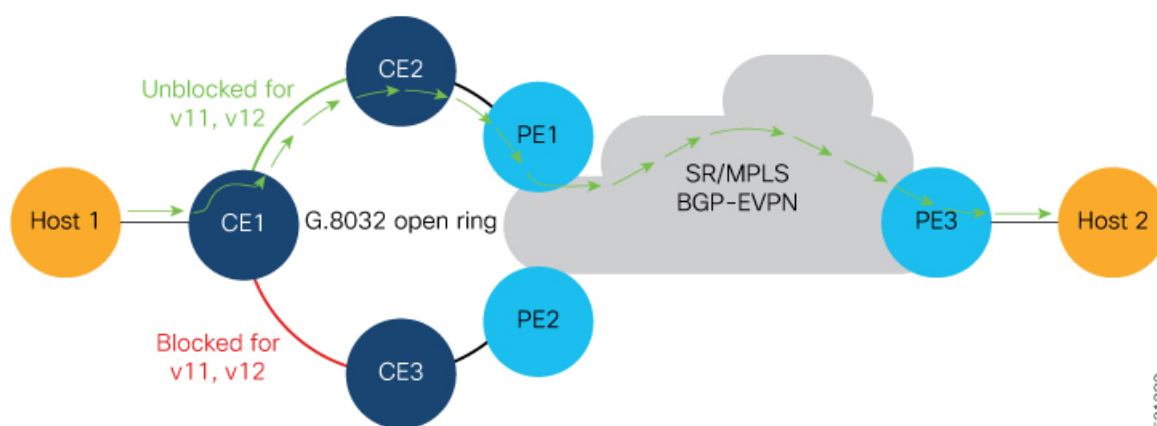 CE2
Unblocked for
v11, v12
PE1
SR/MPLS
BGP-EVPN
Host 1
CE1
G.8032 open ring
PE3
Host 2
PE2
Blocked for
v11, v12
CE3